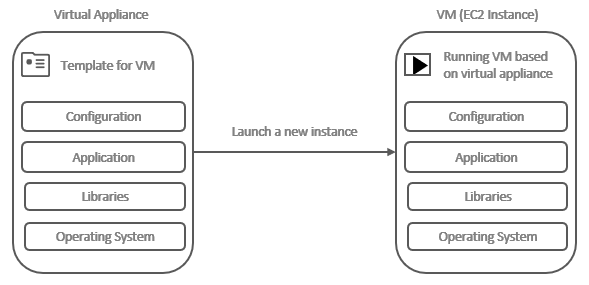 Virtual Appliance
VM (EC2 Instance)
Template for VM
Running VM based
on virtual appliance
Configuration
Application
Libraries
Operating System
Launch a new instance
Configuration
Application
Libraries
Operating System